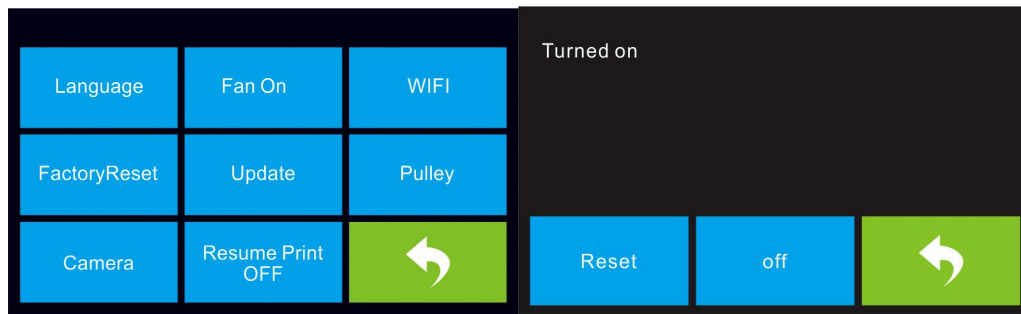 Language
Fan On
WIFI
FactoryReset
Update
Pulley
Camera
Resume Print
OFF
Turned on
Reset
off